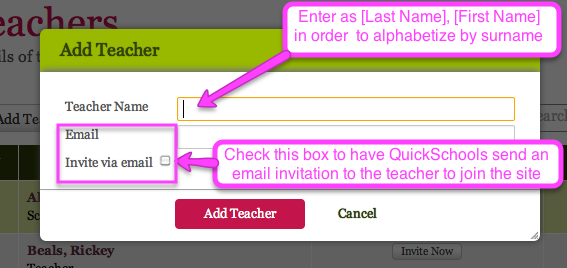 eachers
Enter as [Last Name], [First Name]
in order to alphabetize by surname
Add Teacher
ils of t
Teacher Name
Add Te
earch
Email
Invite via email
Check this box to have QuickSchools send an
email invitation to the teacher to join the site
Al
Sc
Add Teacher Cancel
Beals, Rickey Invite Now
Teacher